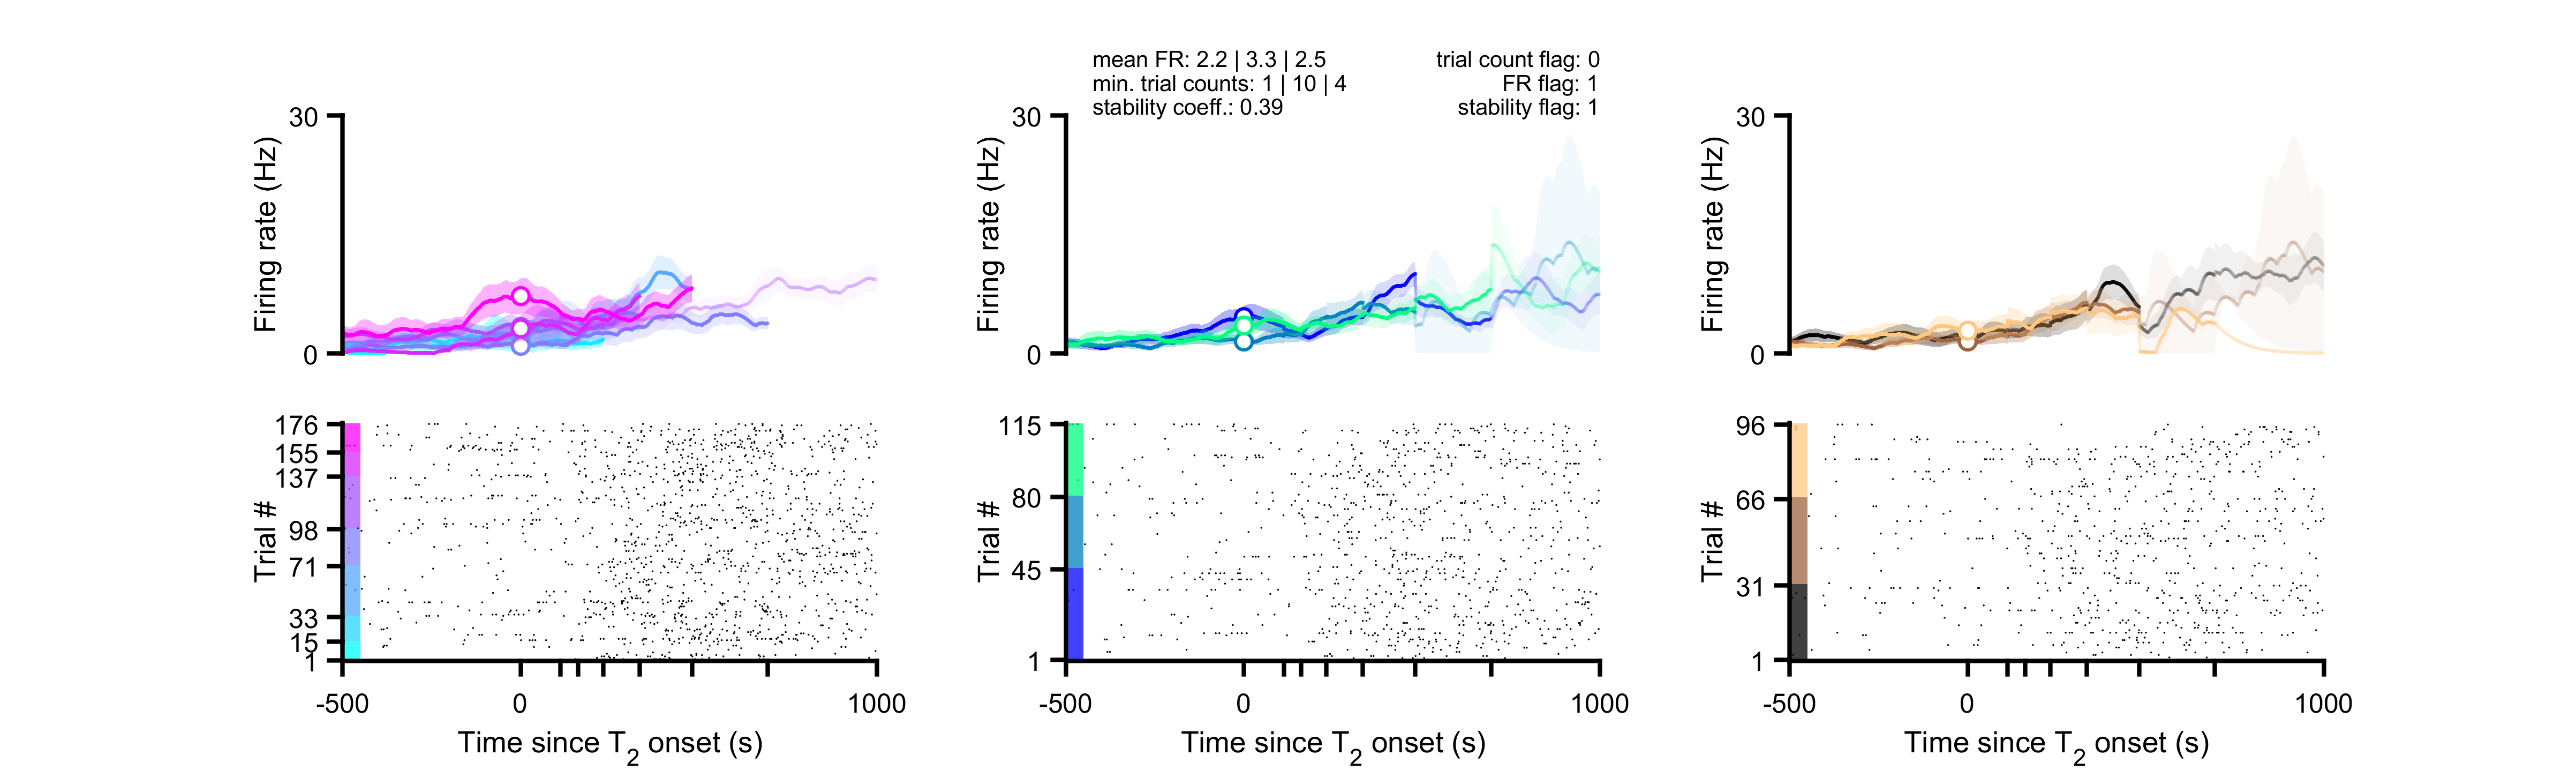 mean FR: 2.2 | 3.3 | 2.5
min. trial counts: 1 | 10 | 4
stability coeff.: 0.39
trial count flag: 0
FR flag: 1
stability flag: 1
30
0
Firing rate (Hz)
30
0
Firing rate (Hz)
30
0
Firing rate (Hz)
176
155
137
98
71
33
15
1
Trial #
-500
0
1000
Time since T2 onset (s)
115
80
45
1
Trial #
-500
0
1000
Time since T2 onset (s)
96
66
31
1
Trial #
-500
0
1000
Time since T2 onset (s)